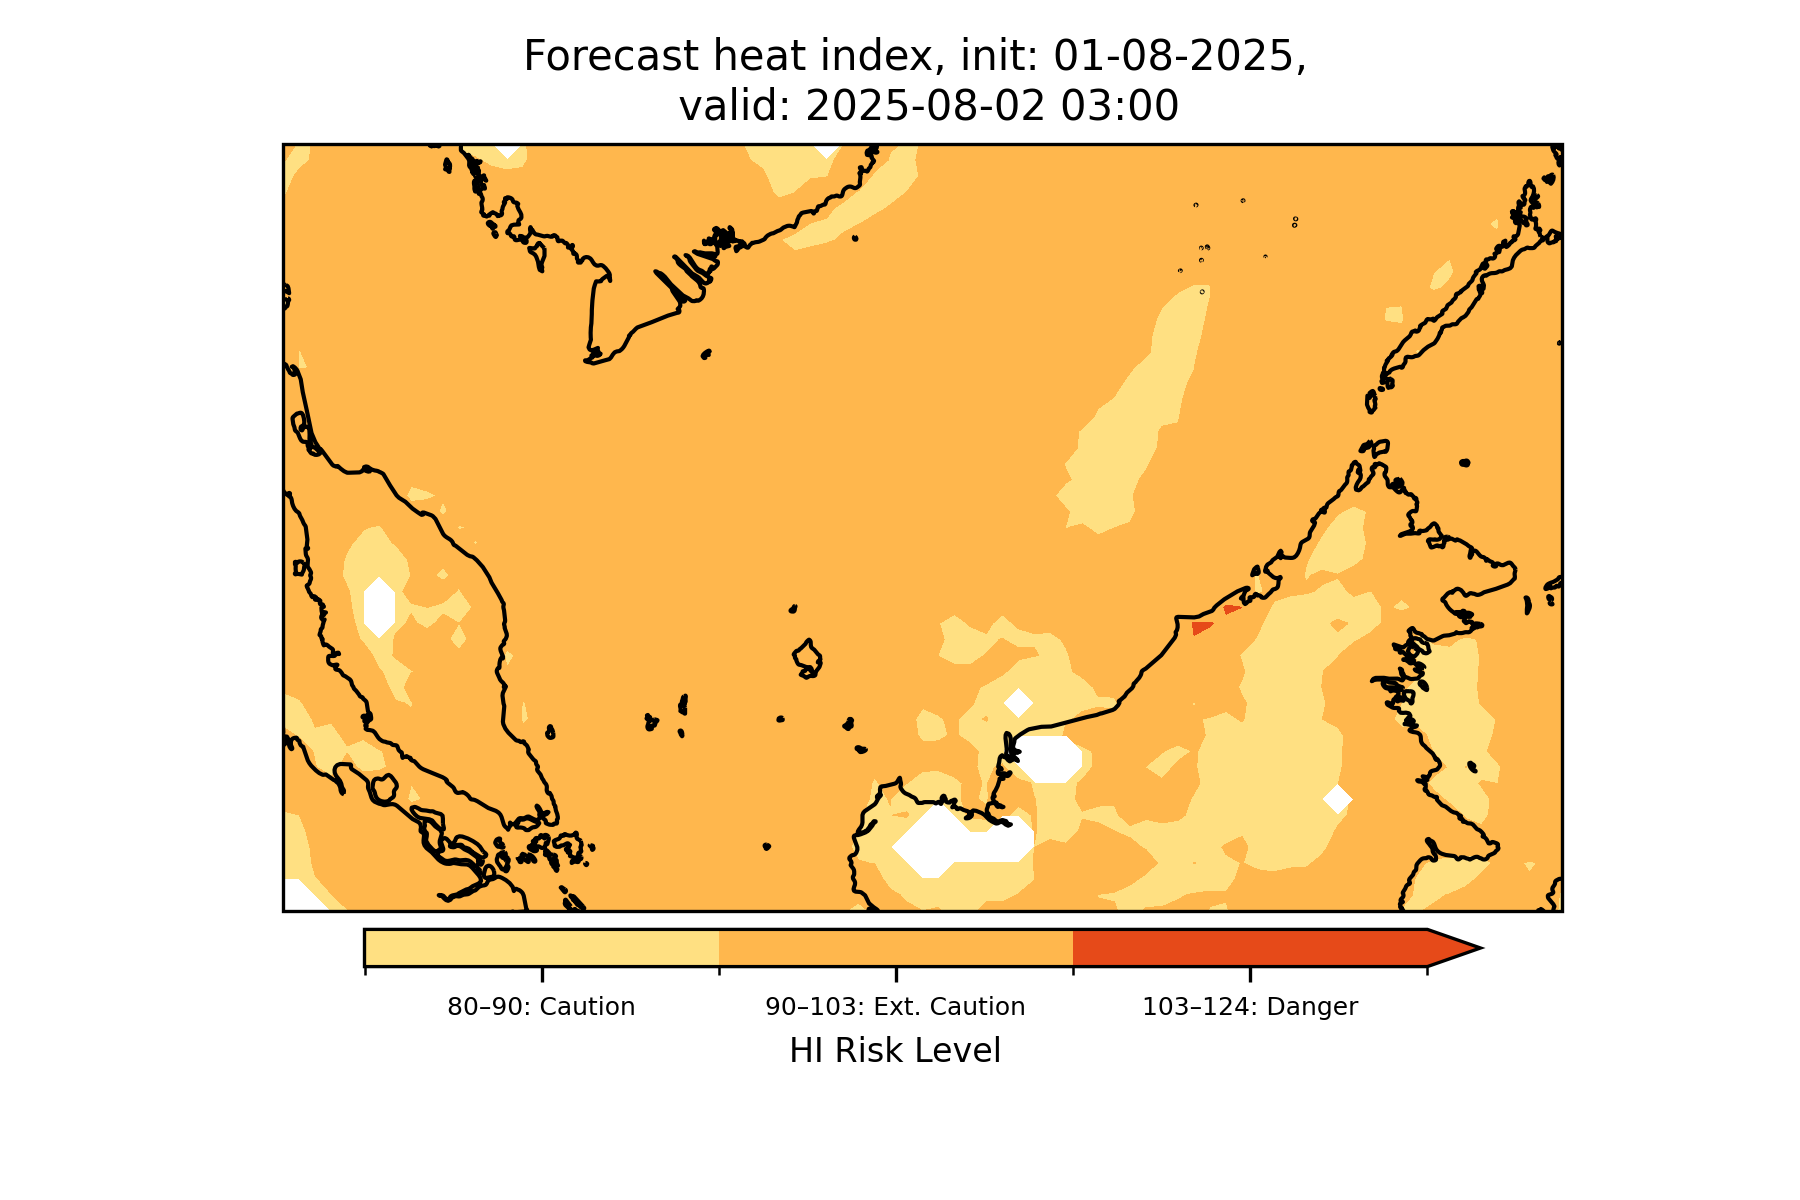 Forecast heat index, init: 01-08-2025,
valid: 2025-08-02 03:00
80–90: Caution
90–103: Ext. Caution
103–124: Danger
HI Risk Level